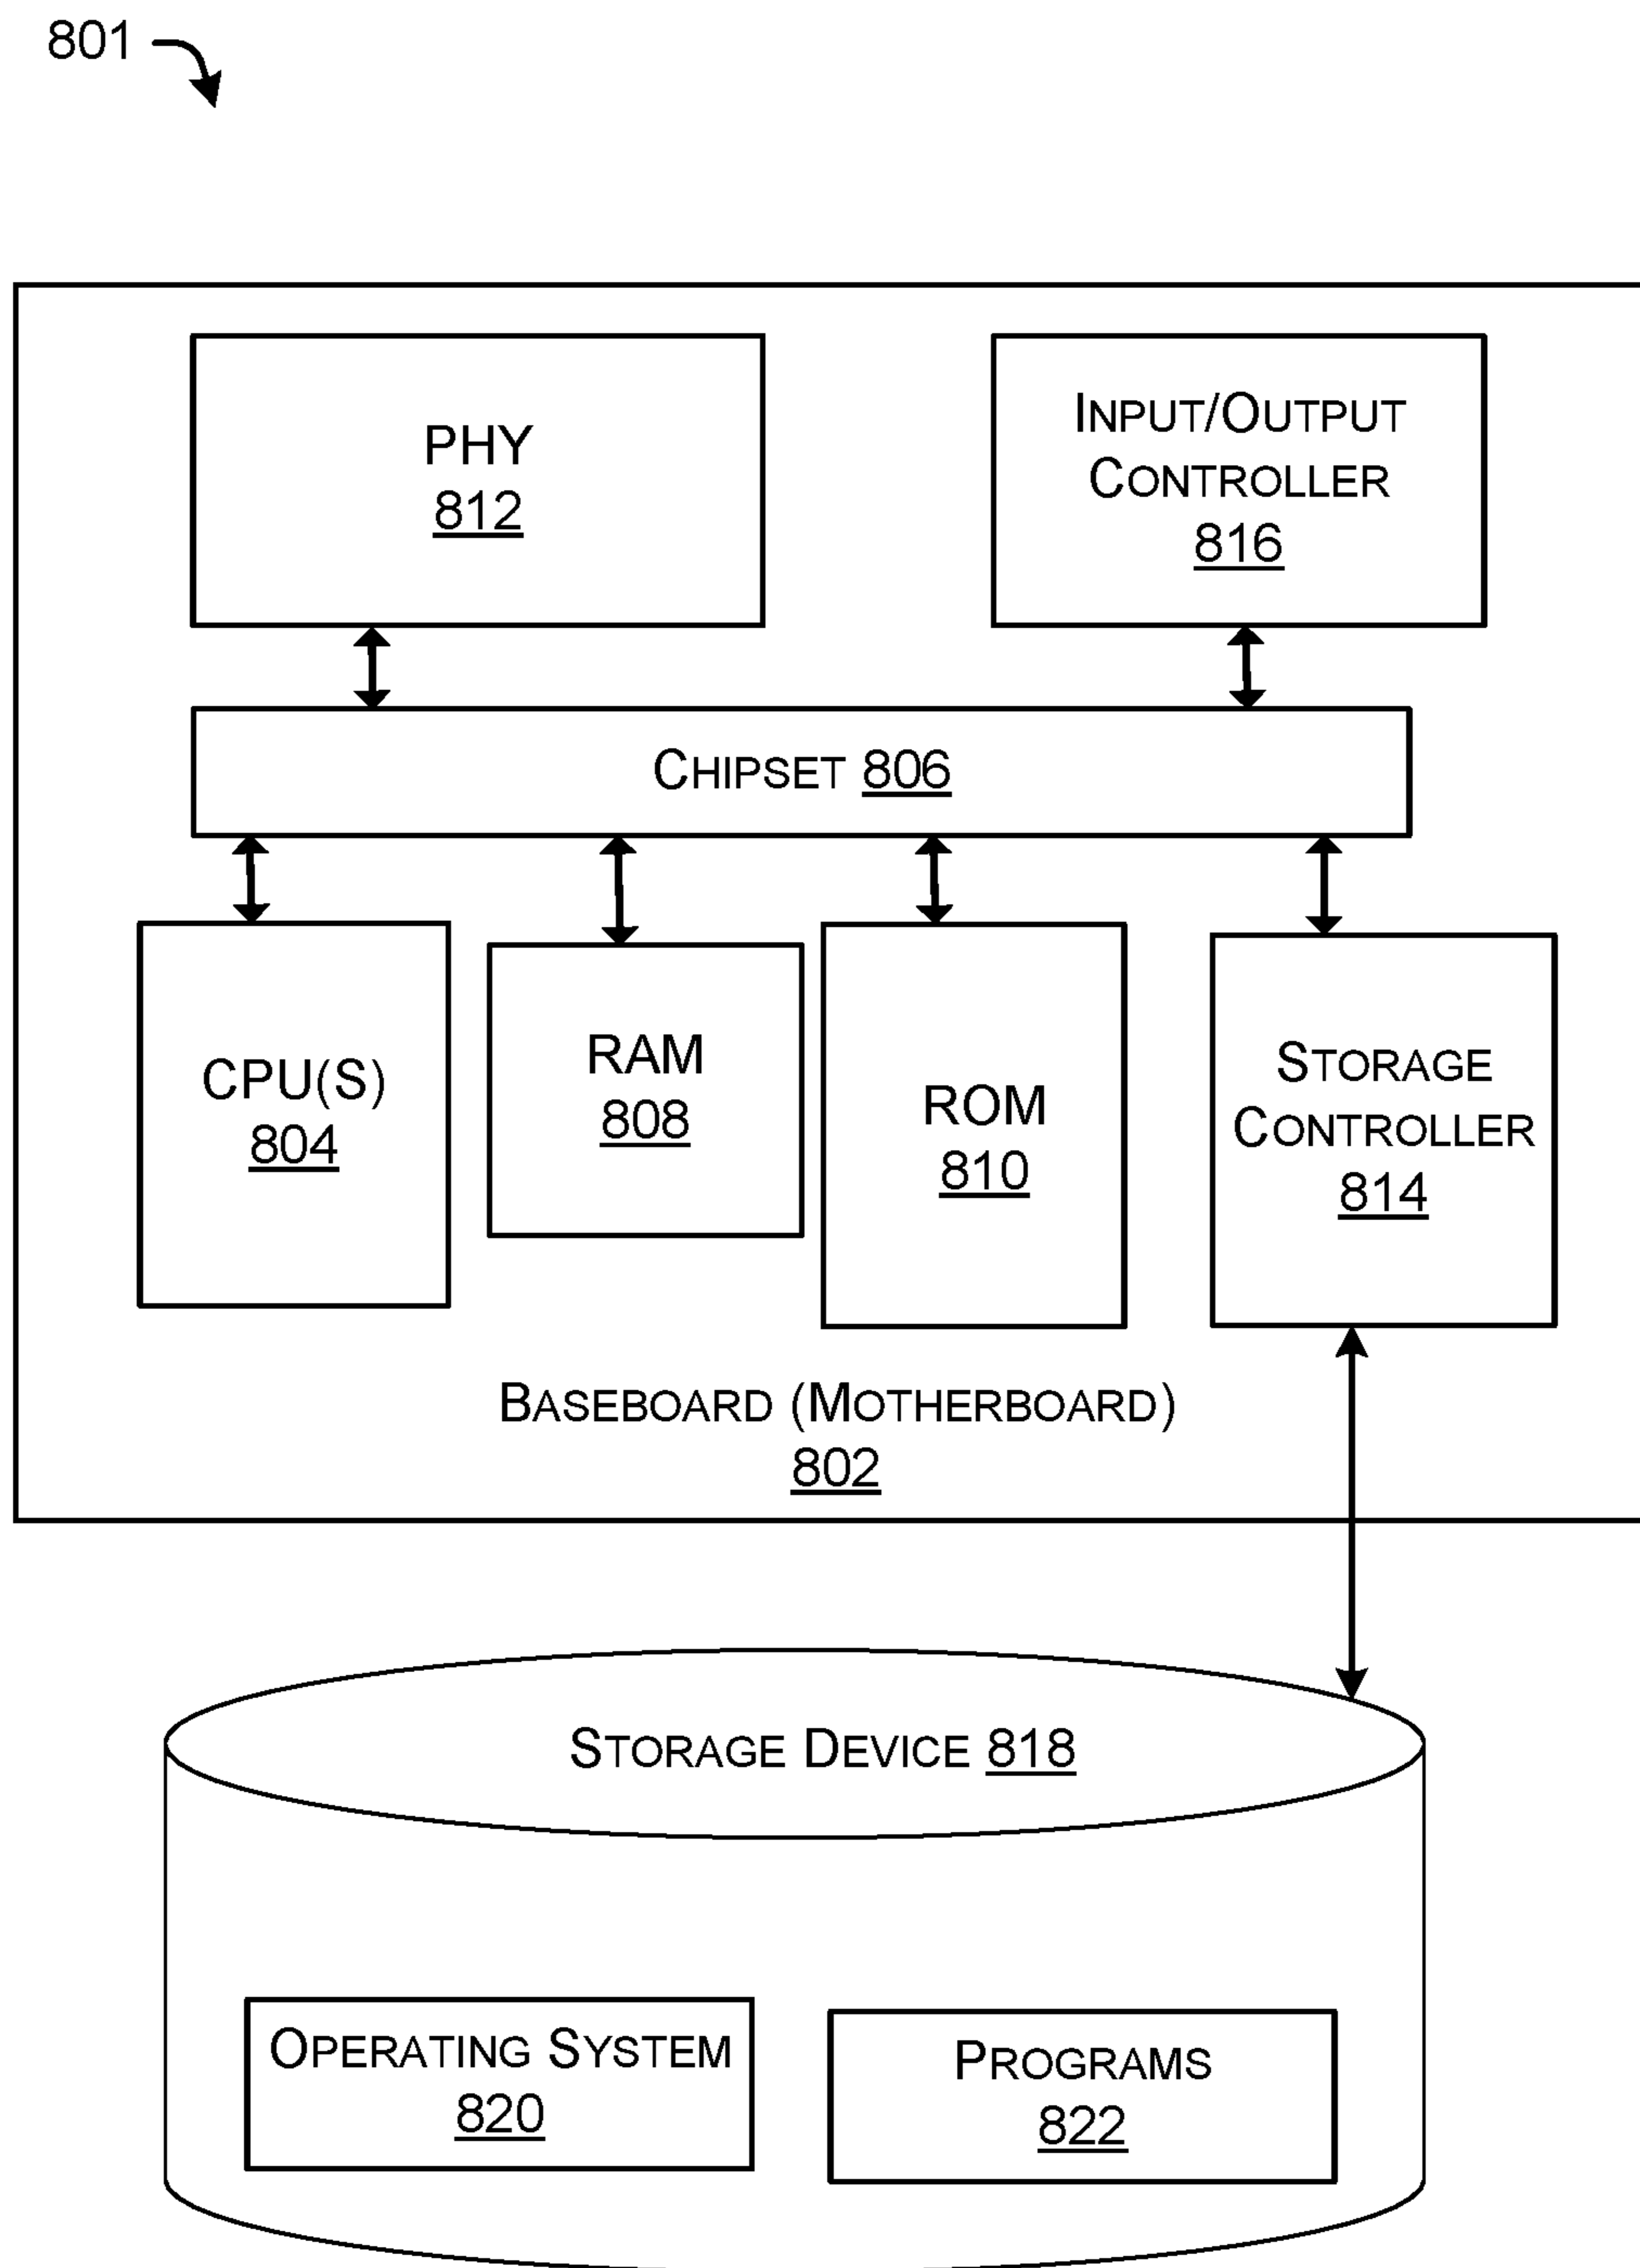 801
PHY
812
INPUT/OUTPUT
CONTROLLER
816
CHIPSET 806
CPU(S)
804
RAM
808
ROM
810
STORAGE
CONTROLLER
814
BASEBOARD (MOTHERBOARD)
802
STORAGE DEVICE 818
OPERATING SYSTEM
820
PROGRAMS
822